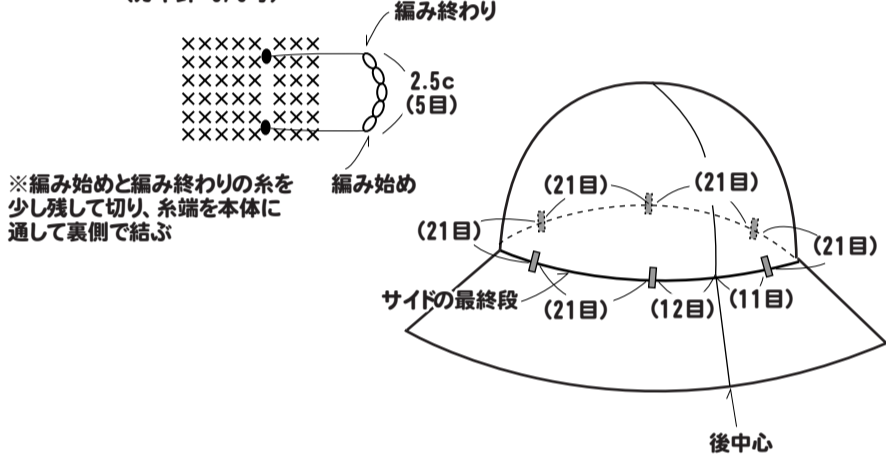 編み終わり
2.5c
(5目)
編み始め
※編み始めと編み終わりの糸を
少し残して切り、糸端を本体に
通して裏側で結ぶ
(21目)
(21目)
(21目)
(21目)
サイドの最終段
(21目)
(12目)
(11目)
後中心